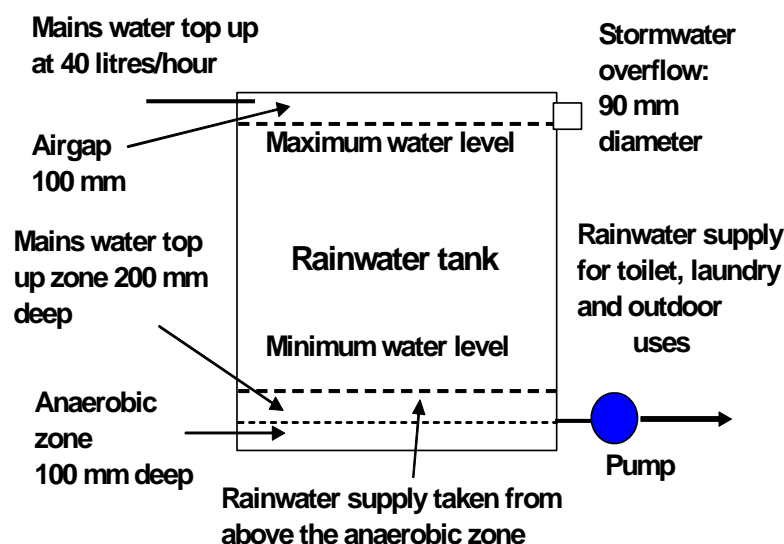 Mains water top up
at 40 litres/hour
Stormwater
overflow:
90 mm
diameter
Airgap
100 mm
Maximum water level
Mains water top
up zone 200 mm
deep
Rainwater tank
Rainwater supply
for toilet, laundry
and outdoor
uses
Minimum water level
Anaerobic
zone
100 mm deep
Pump
Rainwater supply taken from
above the anaerobic zone